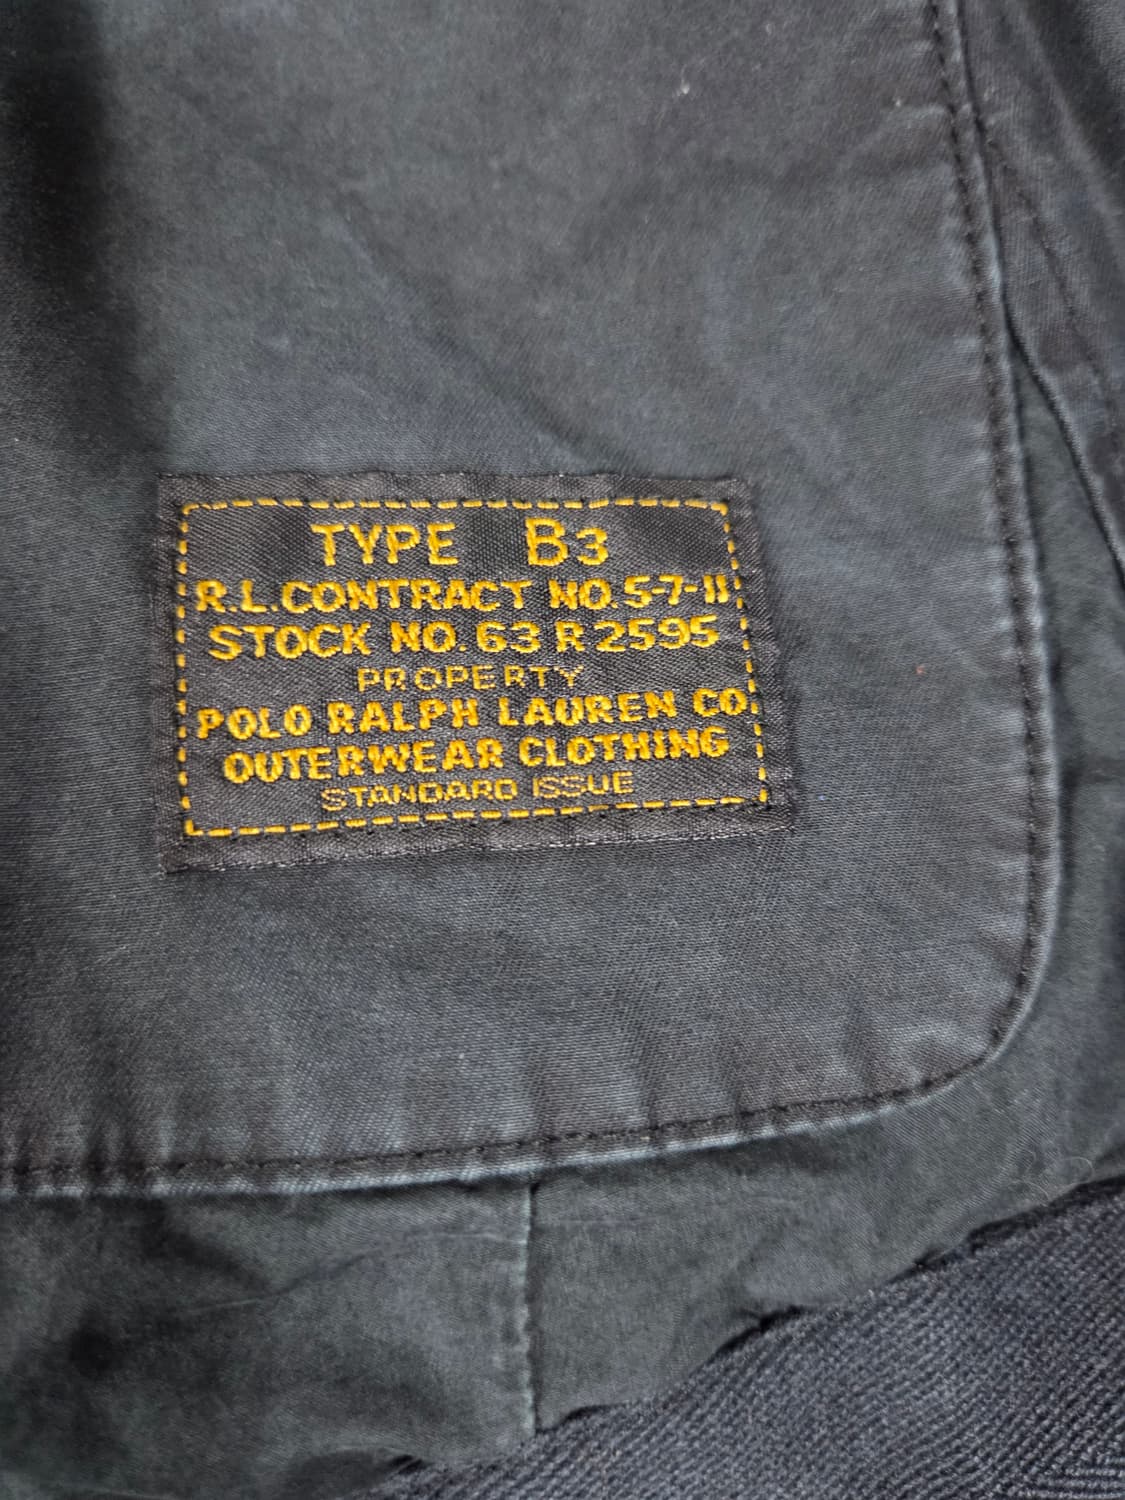 TYPE B3
R.L.CONTRACT NO.5-7-11
STOCK NO. 63 R 2595
PROPERTY
POLO RALPH LAUREN CO.
OUTERWEAR CLOTHING
STANDARD ISSUE